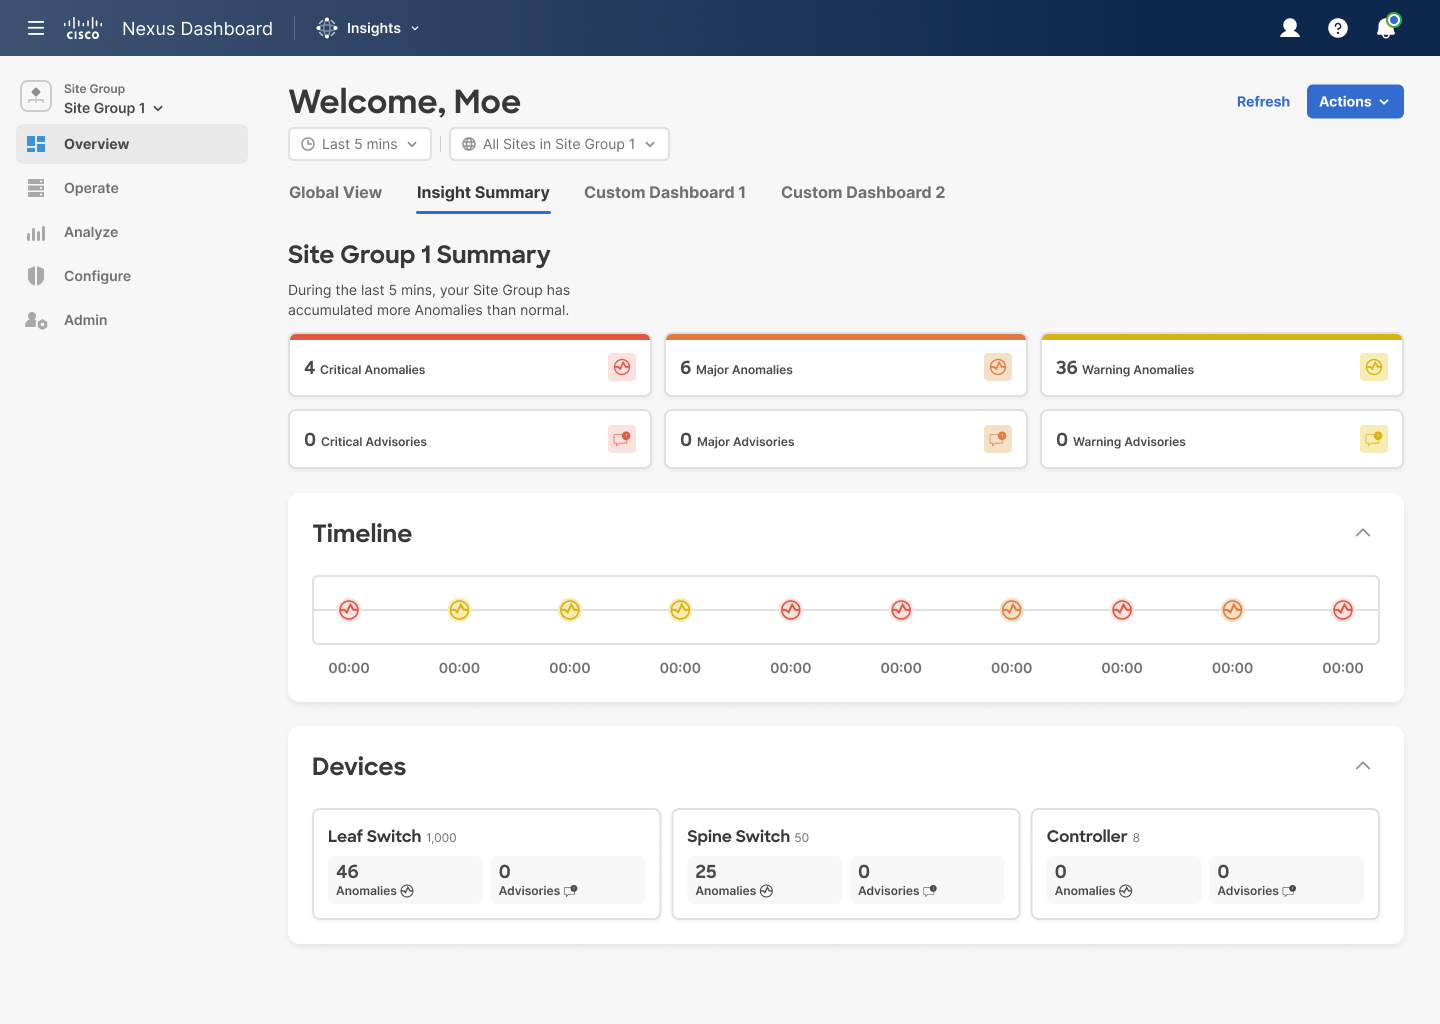 cisco
Nexus Dashboard
Insights
Site Group
Site Group 1
Overview
Operate
Analyze
Configure
Admin
Welcome, Moe
Refresh
Actions
Last 5 mins
All Sites in Site Group 1
Global View
Insight Summary
Custom Dashboard 1
Custom Dashboard 2
Site Group 1 Summary
During the last 5 mins, your Site Group has
accumulated more Anomalies than normal.
4 Critical Anomalies
6 Major Anomalies
36 Warning Anomalies
0 Critical Advisories
0 Major Advisories
0 Warning Advisories
Timeline
00:00 00:00 00:00 00:00 00:00 00:00 00:00 00:00 00:00 00:00
Devices
Leaf Switch 1,000
46
Anomalies
0
Advisories
Spine Switch 50
25
Anomalies
0
Advisories
Controller 8
0
Anomalies
0
Advisories